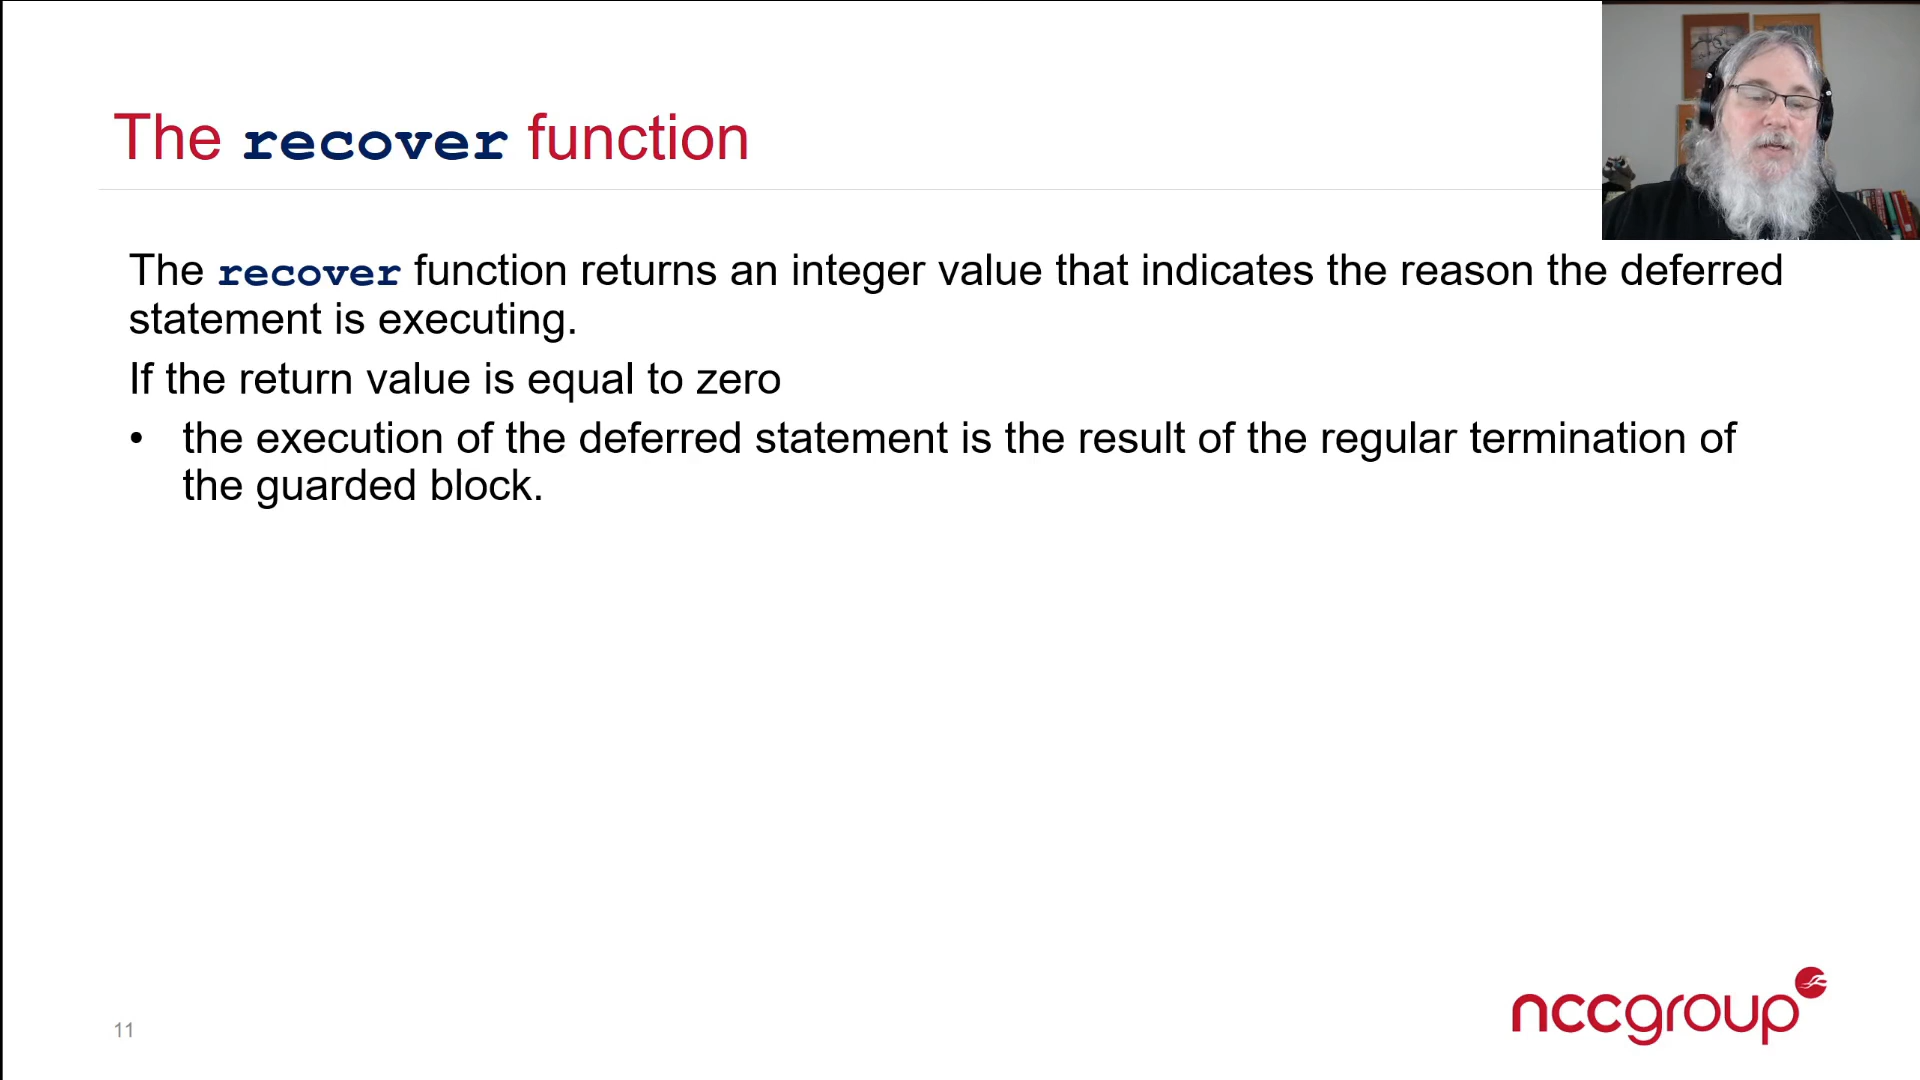 The recover function
The recover function returns an integer value that indicates the reason the deferred
statement is executing.
If the return value is equal to zero
• the execution of the deferred statement is the result of the regular termination of
the guarded block.
11
nccgroup